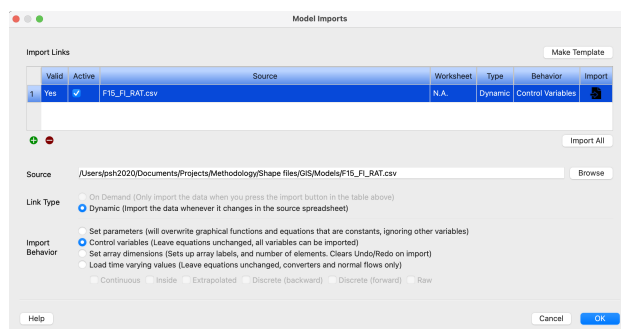 Model Imports
Import Links
Make Template
Valid Active Source Worksheet Type Behavior Import
1 Yes F15_FI_RAT.csv N.A. Dynamic Control Variables
Import All
Source /Users/psh2020/Documents/Projects/Methodology/Shape files/GIS/Models/F15_FI_RAT.csv Browse
On Demand (Only import the data when you press the import button in the table above)
Link Type
Dynamic (Import the data whenever it changes in the source spreadsheet)
Set parameters (will overwrite graphical functions and equations that are constants, ignoring other variables)
Import Behavior
Control variables (Leave equations unchanged, all variables can be imported)
Set array dimensions (Sets up array labels, and number of elements. Clears Undo/Redo on import)
Load time varying values (Leave equations unchanged, converters and normal flows only)
Continuous Inside Extrapolated Discrete (backward) Discrete (forward) Raw
Help Cancel OK